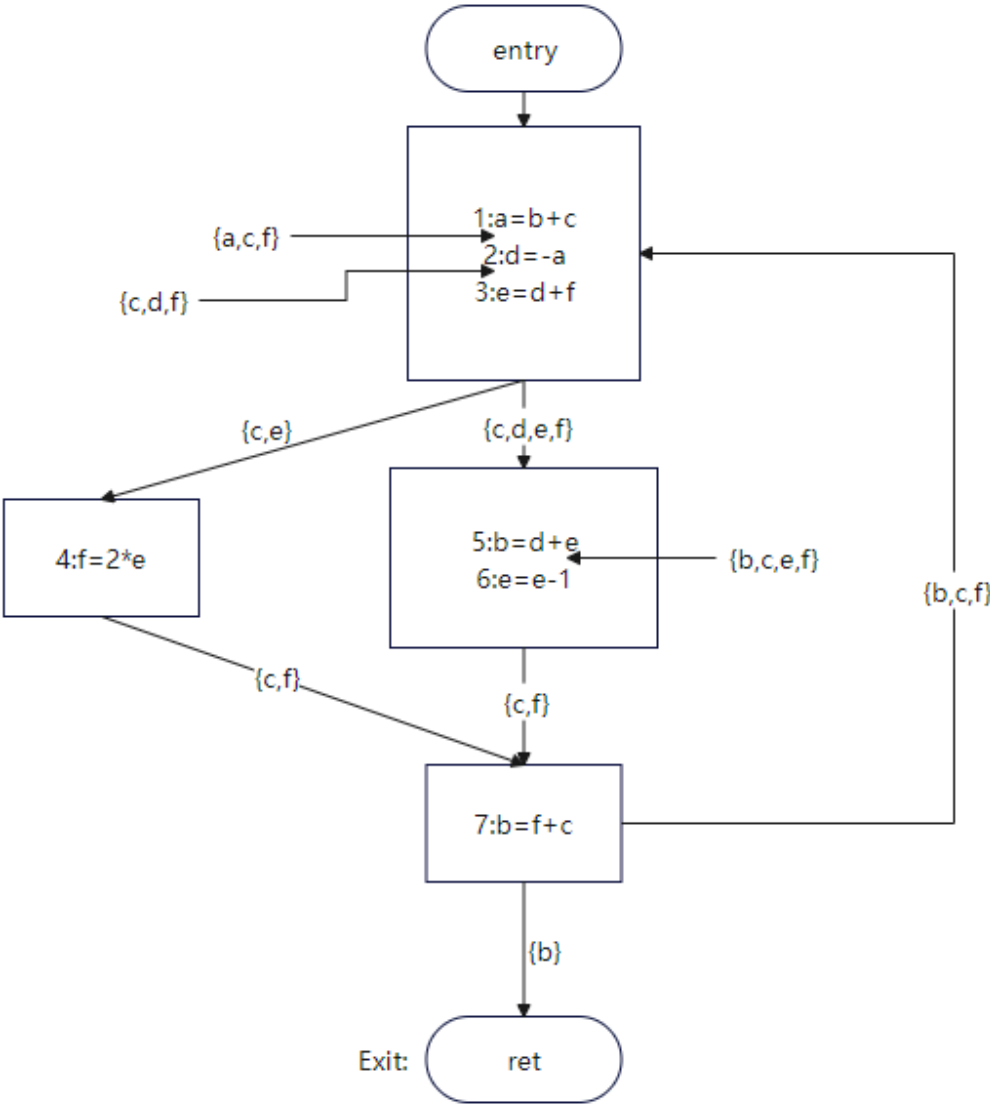 entry
1:a=b+c
{a,c,f}
2:d=-a
{c,d,f}
3:e=d+f
{c,e}
{c,d,e,f}
4:f=2*e
5:b=d+e
6:e=e-1
{b,c,e,f}
{b,c,f}
{c,f}
{c,f}
7:b=f+c
{b}
Exit:
ret